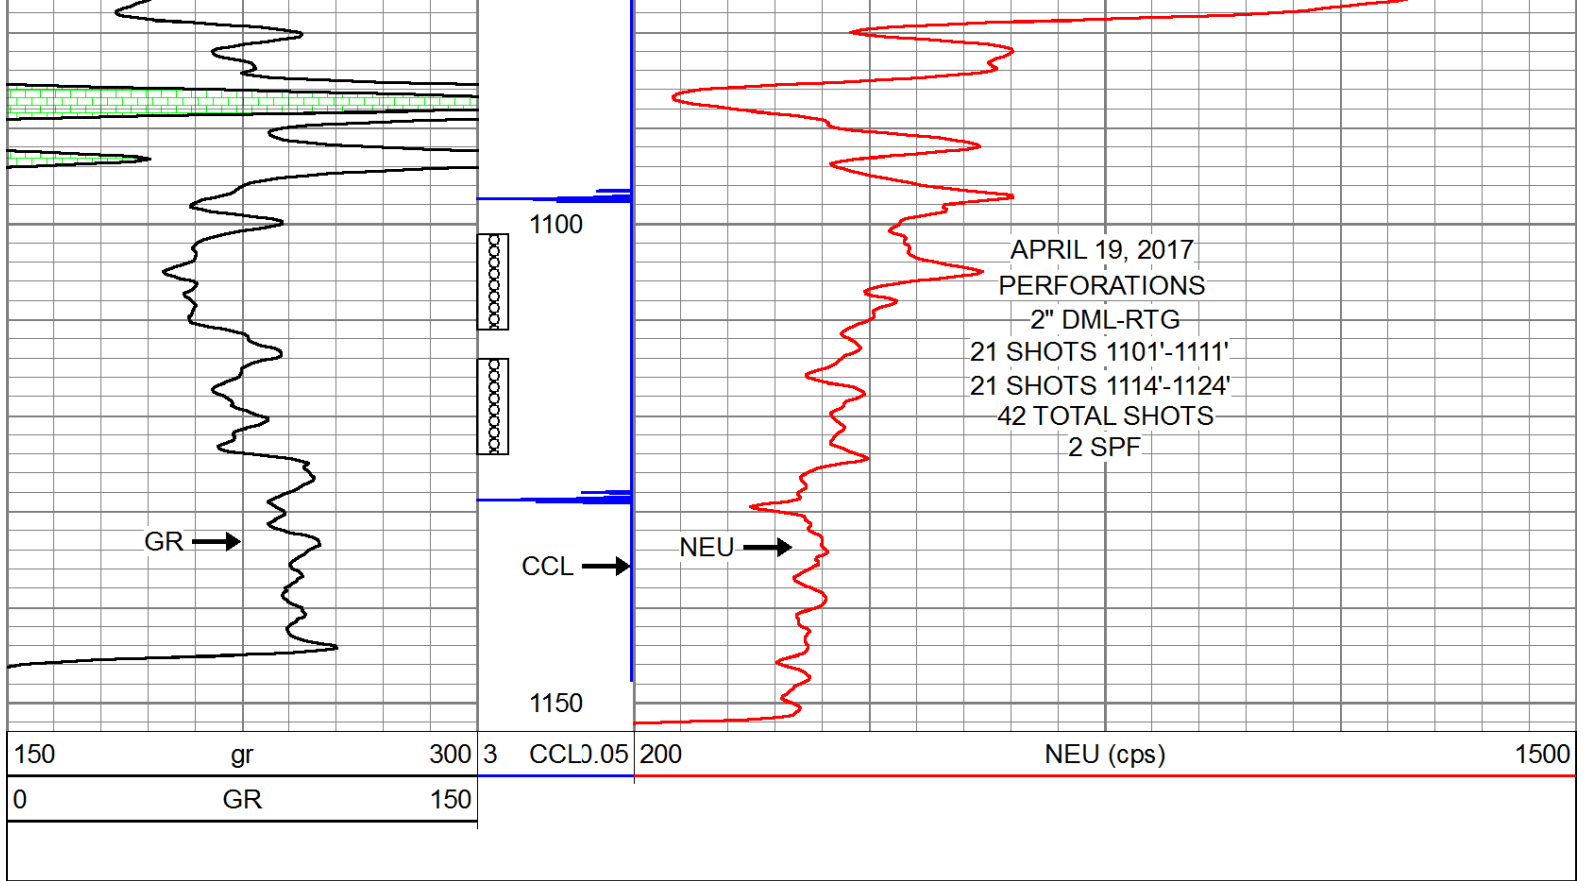 1100
APRIL 19, 2017
PERFORATIONS
2" DML-RTG
21 SHOTS 1101'-1111'
21 SHOTS 1114'-1124'
42 TOTAL SHOTS
2 SPF
GR
NEU
CCL
1150
150 gr 300
3 CCL 0.05
200 NEU (cps) 1500
0 GR 150